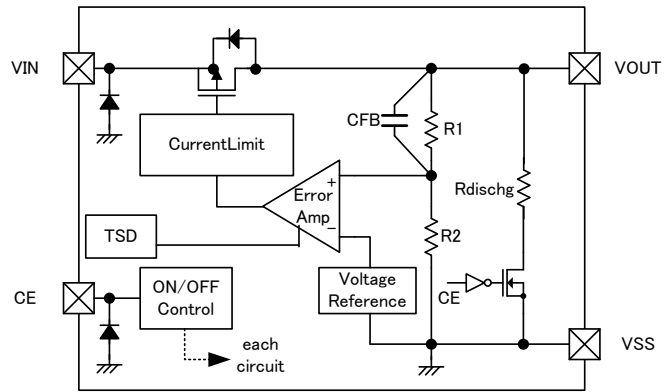 VIN
VOUT
CFB
R1
CurrentLimit
Rdischg
+
Error
Amp
-
TSD
R2
CE
ON/OFF
Control
Voltage
Reference
CE
each
circuit
VSS